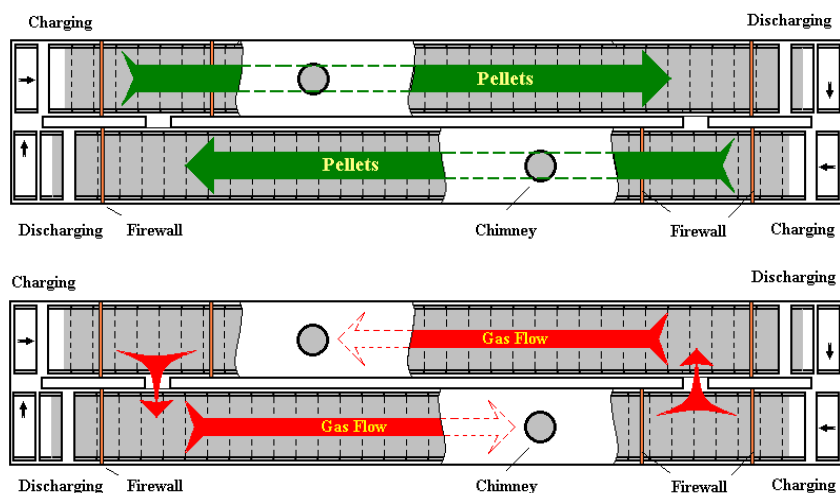 Charging
Discharging
Pellets
Pellets
Discharging
Firewall
Chimney
Firewall
Charging
Charging
Discharging
Gas Flow
Gas Flow
Discharging
Firewall
Chimney
Firewall
Charging